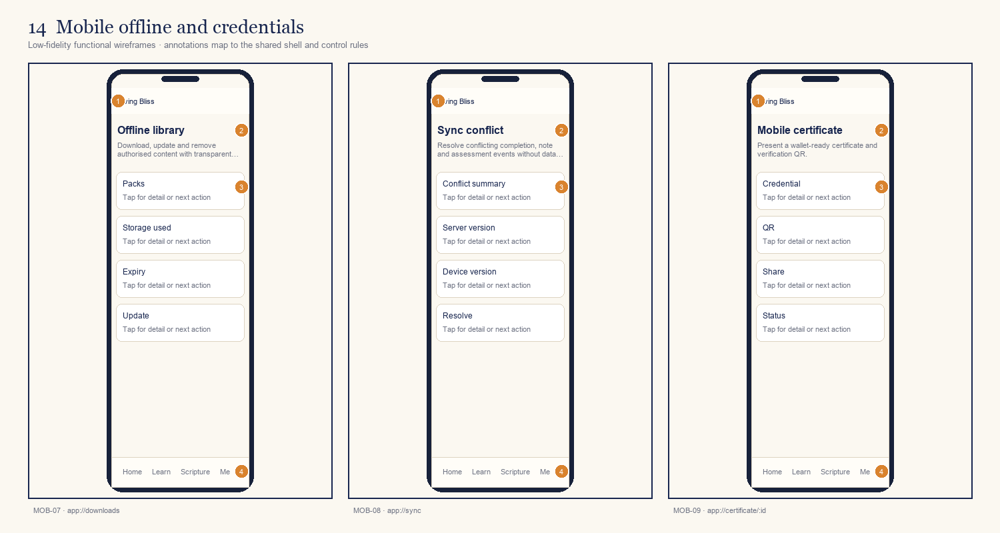 14 Mobile offline and credentials
Low-fidelity functional wireframes · annotations map to the shared shell and control rules
1 ving Bliss
Offline library 2
Download, update and remove
authorised content with transparent…
Packs 3
Tap for detail or next action
Storage used
Tap for detail or next action
Expiry
Tap for detail or next action
Update
Tap for detail or next action
Home Learn Scripture Me 4
MOB-07 · app://downloads
1 ving Bliss
Sync conflict 2
Resolve conflicting completion, note
and assessment events without data…
Conflict summary 3
Tap for detail or next action
Server version
Tap for detail or next action
Device version
Tap for detail or next action
Resolve
Tap for detail or next action
Home Learn Scripture Me 4
MOB-08 · app://sync
1 ving Bliss
Mobile certificate 2
Present a wallet-ready certificate and
verification QR.
Credential 3
Tap for detail or next action
QR
Tap for detail or next action
Share
Tap for detail or next action
Status
Tap for detail or next action
Home Learn Scripture Me 4
MOB-09 · app://certificate/:id